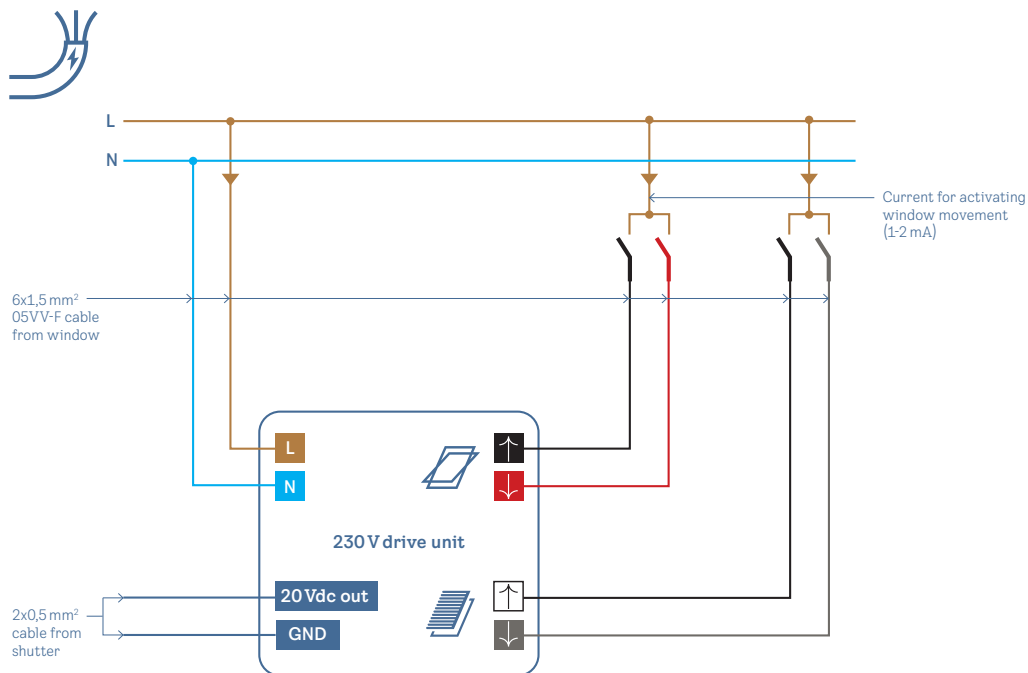 L
N
Current for activating
window movement
(1-2 mA)
6x1,5 mm²
05VV-F cable
from window
L
N
230 V drive unit
20 Vdc out
GND
2x0,5 mm²
cable from
shutter